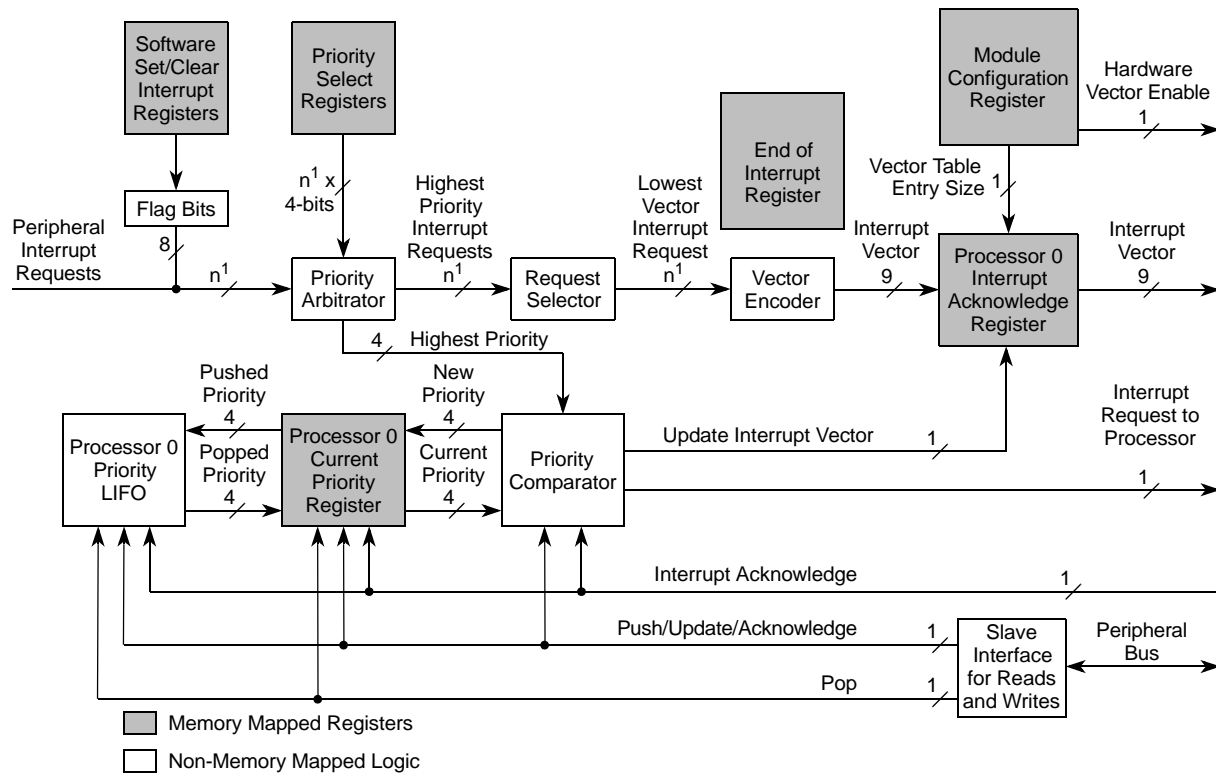 Software
Set/Clear
Interrupt
Registers
Priority
Select
Registers
Module
Configuration
Register
Hardware
Vector Enable
1
End of
Interrupt
Register
Vector Table
Entry Size
1
Flag Bits
8
n¹ x
4-bits
Highest
Priority
Interrupt
Requests
n¹
Lowest
Vector
Interrupt
Request
n¹
Peripheral
Interrupt
Requests
n¹
Priority
Arbitrator
Request
Selector
Vector
Encoder
Interrupt
Vector
9
Processor 0
Interrupt
Acknowledge
Register
Interrupt
Vector
9
4
Highest Priority
Pushed
Priority
4
New
Priority
4
Processor 0
Priority
LIFO
Popped
Priority
4
Processor 0
Current
Priority
Register
Current
Priority
4
Priority
Comparator
Update Interrupt Vector
1
Interrupt
Request to
Processor
1
Interrupt Acknowledge
1
Push/Update/Acknowledge
1
Slave
Interface
for Reads
and Writes
Peripheral
Bus
Pop
1
Memory Mapped Registers
Non-Memory Mapped Logic